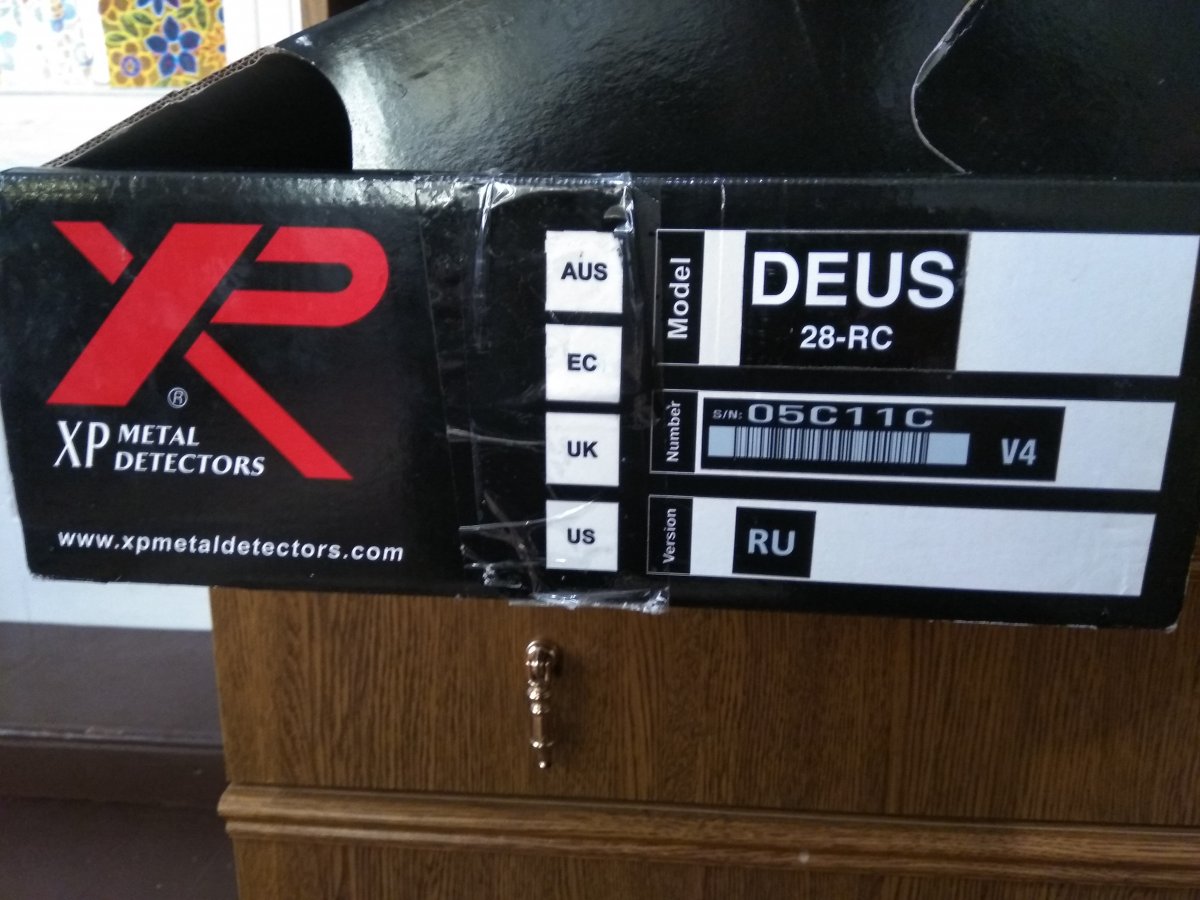 XP
®
XP METAL
DETECTORS
www.xpmetaldetectors.com
AUS
EC
UK
US
Model
DEUS
28-RC
Number
S/N: 05C11C
V4
Version
RU